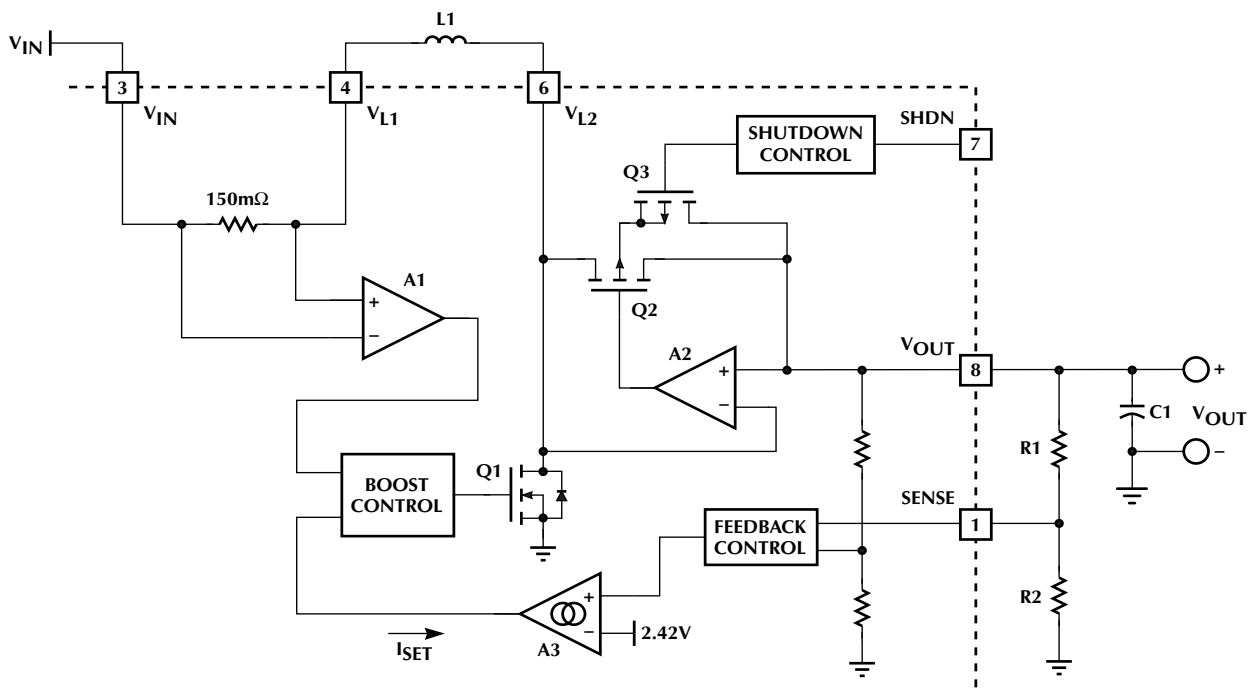 L1
VIN
3
4
6
VIN
VL1
VL2
SHDN
7
SHUTDOWN
CONTROL
Q3
150mΩ
A1
+
−
Q2
A2
+
−
VOUT
8
+
C1
VOUT
−
R1
BOOST
CONTROL
Q1
SENSE
1
FEEDBACK
CONTROL
R2
+
−
2.42V
A3
ISET